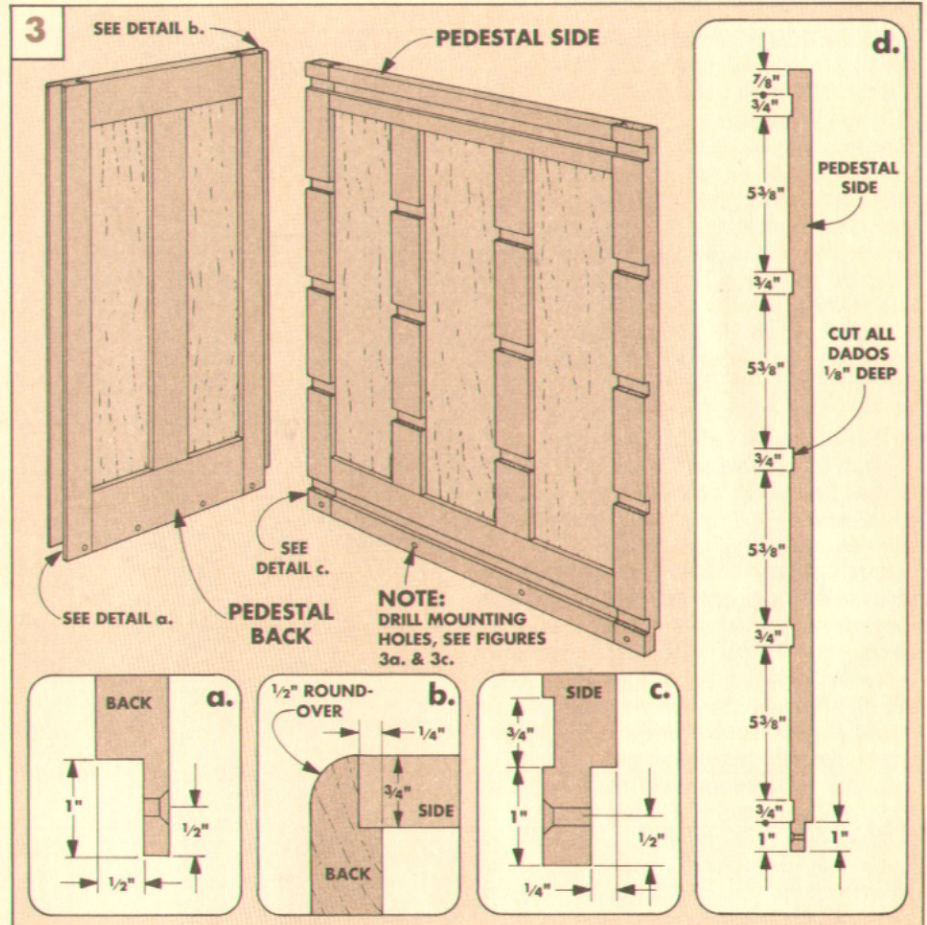 3
SEE DETAIL b.
PEDESTAL SIDE
SEE DETAIL a.
PEDESTAL
BACK
SEE
DETAIL c.
NOTE:
DRILL MOUNTING
HOLES, SEE FIGURES
3a. & 3c.
a.
BACK
1"
1/2"
1/2"
b.
1/2" ROUND-
OVER
1/4"
3/4"
SIDE
BACK
c.
SIDE
3/4"
1"
1/2"
1/4"
d.
7/8"
3/4"
5 3/8"
PEDESTAL
SIDE
3/4"
5 3/8"
CUT ALL
DADOS
1/8" DEEP
3/4"
5 3/8"
3/4"
5 3/8"
3/4"
1"
1"